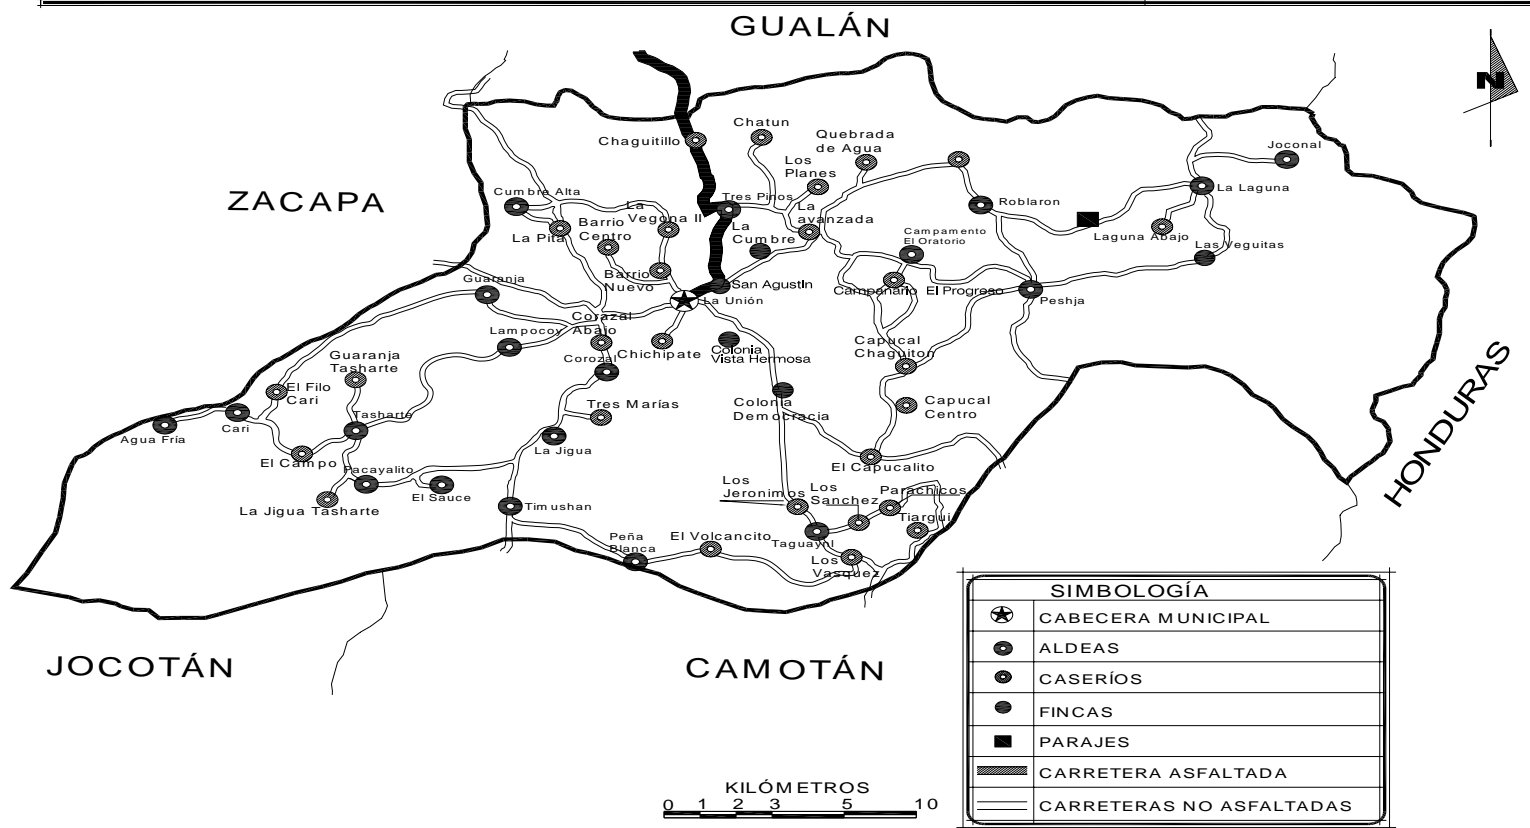 GUALÁN
N
Chaguitillo
Chatun
Quebrada
de Agua
Los
Planes
Joconal
ZACAPA
Cumbre Alta
La
Vegona II
Tres Pinos
La Laguna
Roblaron
La
avanzada
Barrio
Centro
La Pita
La
Cumbre
Campamento
El Oratorio
Laguna Abajo
Las Veguitas
Guaranja
Barrio
Nuevo
San Agustin
La Unión
Campanario
El Progreso
Peshja
Corazal
Abajo
Lampocoy
Chichipate
Colonia
Vista Hermosa
Capucal
Chaguiton
Guaranja
Tasharte
Corozal
El Filo
Cari
Tres Marías
Colonia
Democracia
Capucal
Centro
HONDURAS
Agua Fría
Cari
Tasharte
La Jigua
El Campo
Pacayalito
El Sauce
El Capucalito
La Jigua Tasharte
Los
Jeronimos
Los
Sanchez
Parachicos
Timushan
Tiargui
Peña
Blanca
El Volcancito
Taguaynl
Los
Vasquez
JOCOTÁN
CAMOTÁN
SIMBOLOGÍA
CABECERA MUNICIPAL
ALDEAS
CASERÍOS
FINCAS
PARAJES
CARRETERA ASFALTADA
CARRETERAS NO ASFALTADAS
KILÓMETROS
0 1 2 3 5 10